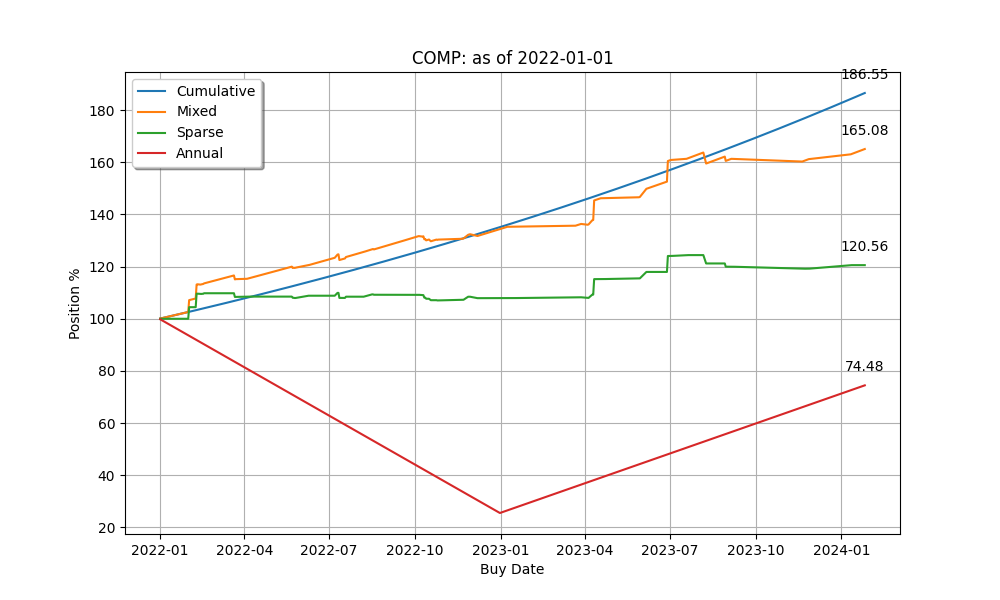 COMP: as of 2022-01-01
186.55
Cumulative
Mixed
Sparse
Annual
165.08
120.56
74.48
180
160
140
120
100
80
60
40
20
Position %
2022-01 2022-04 2022-07 2022-10 2023-01 2023-04 2023-07 2023-10 2024-01
Buy Date